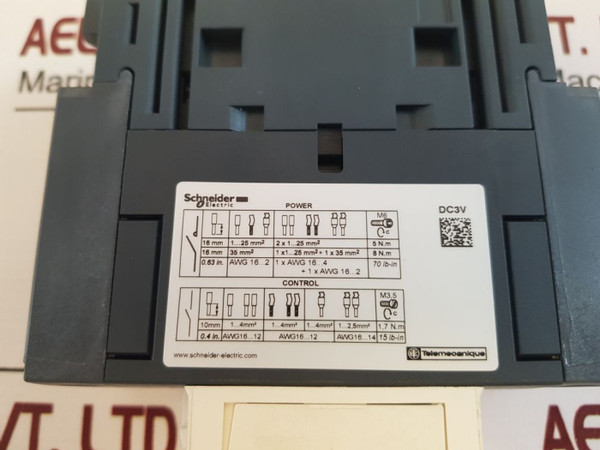 AEL
VT. L
Marin
Mac
Schneider
Electric
POWER
DC3V
M6
16 mm 1...25 mm² 2 x 1...25 mm² 5 N.m
16 mm 35 mm² 1 x1...25 mm² + 1 x 35 mm² 8 N.m
0.63 in. AWG 16...2 1 x AWG 16...4 70 lb-in
+ 1 x AWG 16...2
CONTROL
M3,5
10mm 1...4mm² 1...4mm² 1...4mm² 1...2,5mm² 1,7 N.m
0.4 in. AWG16...12 AWG16...12 AWG16...14 15 lb-in
www.schneider-electric.com
Telemecanique
VT. LTD
AEL